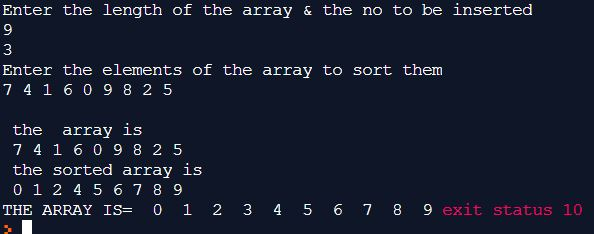 Enter the length of the array & the no to be inserted
9
3
Enter the elements of the array to sort them
7 4 1 6 0 9 8 2 5
the  array is
7 4 1 6 0 9 8 2 5
the sorted array is
0 1 2 4 5 6 7 8 9
THE ARRAY IS=  0  1  2  3  4  5  6  7  8  9 exit status 10